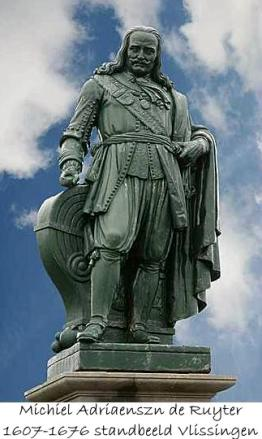 Michiel Adriaenszn de Ruyter
1607-1676 standbeeld Vlissingen